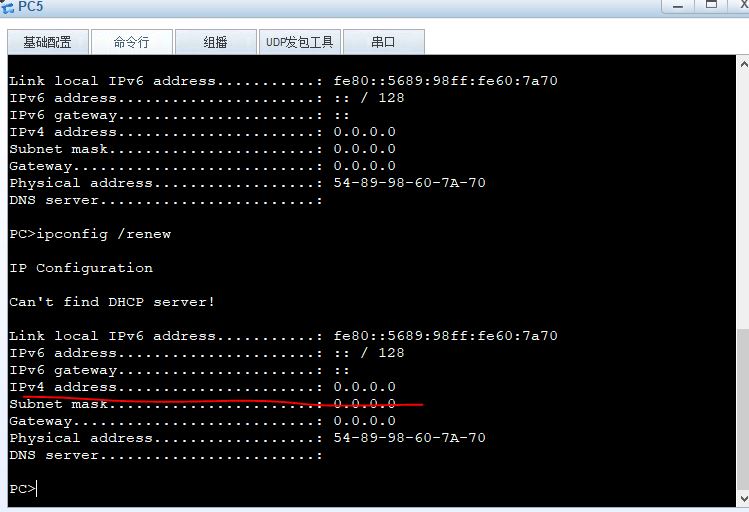 PC5
基础配置 命令行 组播 UDP发包工具 串口
Link local IPv6 address...........: fe80::5689:98ff:fe60:7a70
IPv6 address......................: :: / 128
IPv6 gateway......................: ::
IPv4 address......................: 0.0.0.0
Subnet mask.......................: 0.0.0.0
Gateway...........................: 0.0.0.0
Physical address..................: 54-89-98-60-7A-70
DNS server........................:
PC>ipconfig /renew
IP Configuration
Can't find DHCP server!
Link local IPv6 address...........: fe80::5689:98ff:fe60:7a70
IPv6 address......................: :: / 128
IPv6 gateway......................: ::
IPv4 address......................: 0.0.0.0
Subnet mask.......................: 0.0.0.0
Gateway...........................: 0.0.0.0
Physical address..................: 54-89-98-60-7A-70
DNS server........................:
PC>